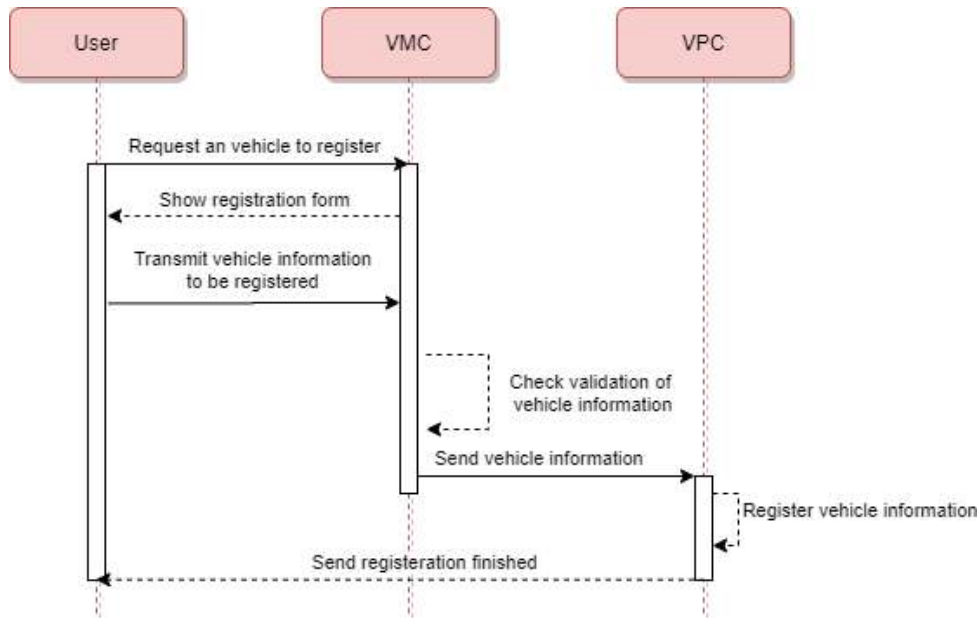 User
VMC
VPC
Request an vehicle to register
Show registration form
Transmit vehicle information
to be registered
Check validation of
vehicle information
Send vehicle information
Register vehicle information
Send registeration finished